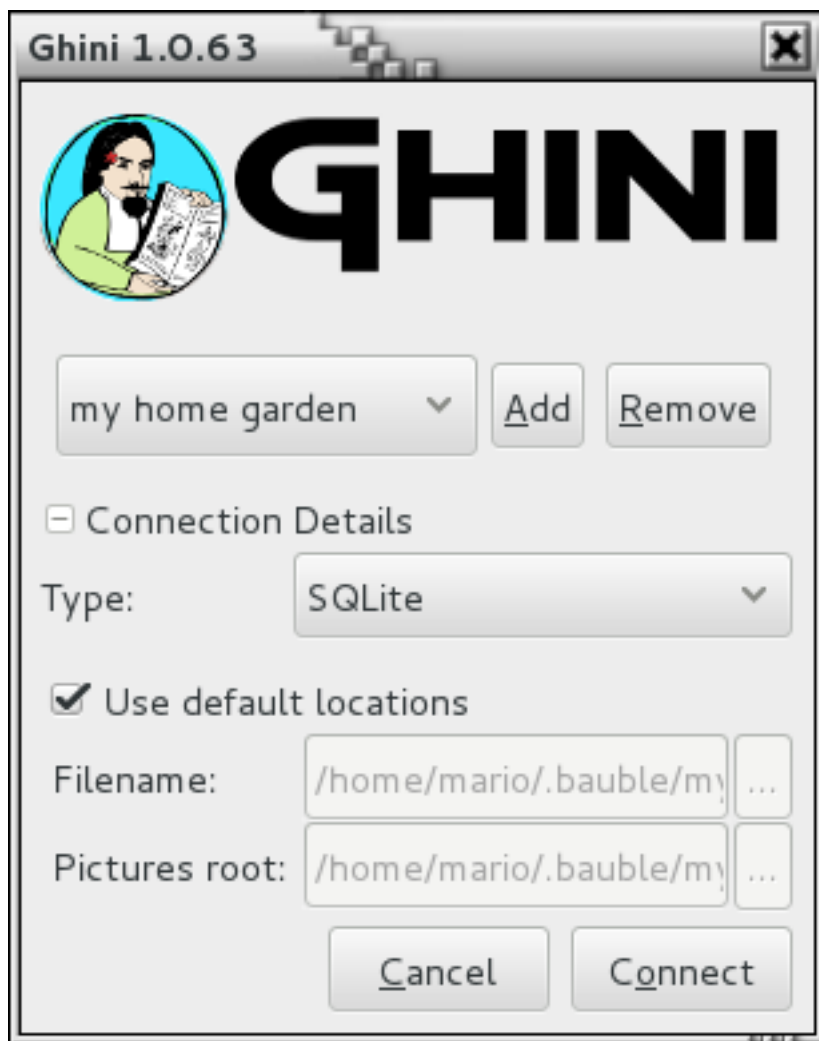 Ghini 1.0.63
GHINI
my home garden Add Remove
Connection Details
Type: SQLite
Use default locations
Filename: /home/mario/.bauble/my ...
Pictures root: /home/mario/.bauble/my ...
Cancel Connect